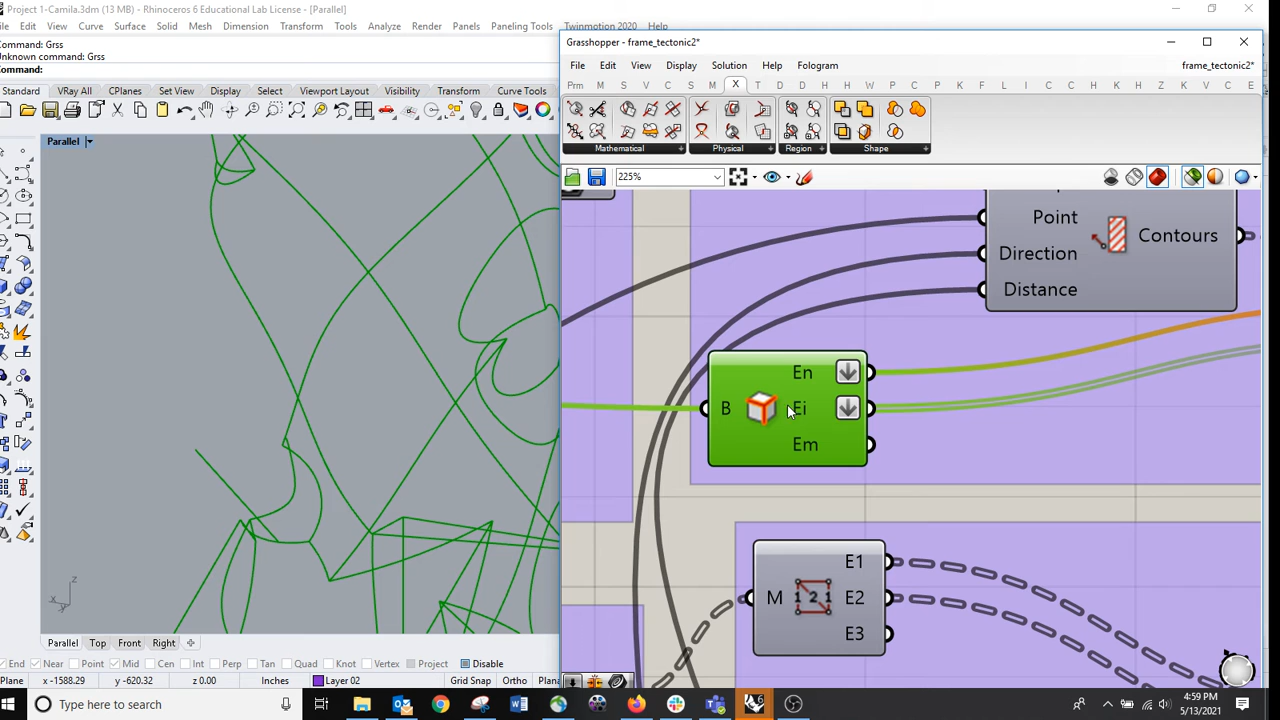 Project 1-Camila.3dm (13 MB) - Rhinoceros 6 Educational Lab License - [Parallel]
File Edit View Curve Surface Solid Mesh Dimension Transform Tools Analyze Render Panels Paneling Tools Twinmotion 2020 Help
Command: Grss
Unknown command: Grss
Command:
Standard VRay All CPlanes Set View Display Select Viewport Layout Visibility Transform Curve Tools
Parallel
Grasshopper - frame_tectonic2*
File Edit View Display Solution Help Fologram
frame_tectonic2*
Prm M S V C S M X T D D H H W P I M D K V C E
Mathematical Physical Region Shape
225%
Point
Contours
Direction
Distance
En
B
Ei
Em
E1
M
1 2 1
E2
E3
z
x
y
Parallel Top Front Right
End Near Point Mid Cen Int Perp Tan Quad Knot Vertex Project Disable
Plane x -1588.29 y -620.32 z 0.00 Inches Layer 02 Grid Snap Ortho
Type here to search
4:59 PM
5/13/2021